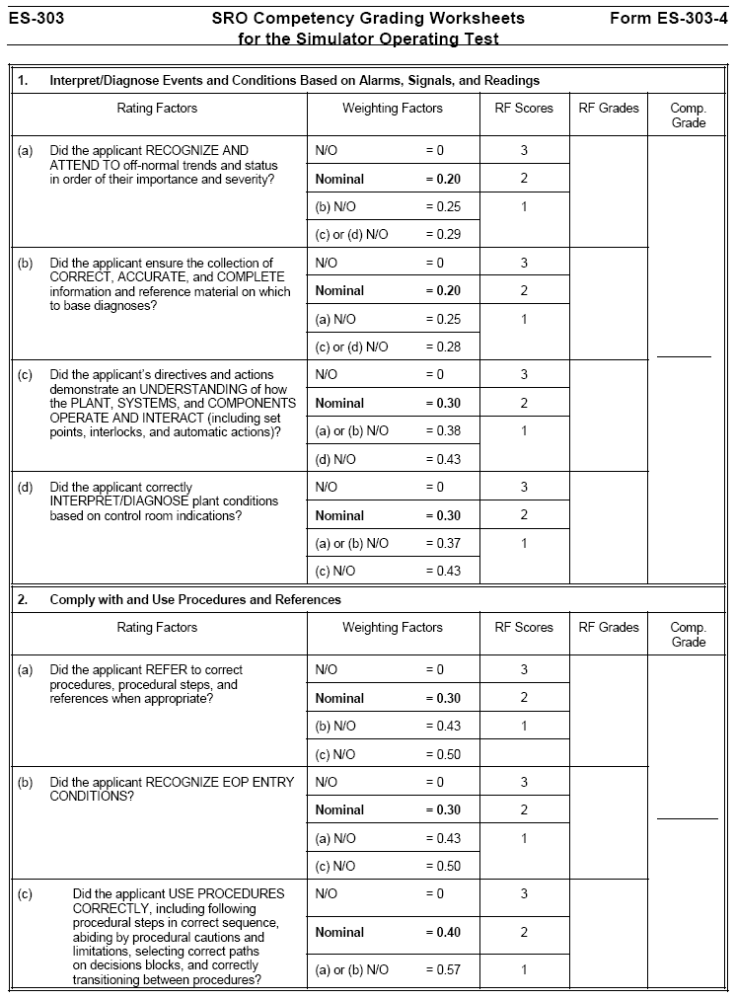 ES-303 SRO Competency Grading Worksheets Form ES-303-4
for the Simulator Operating Test
1. Interpret/Diagnose Events and Conditions Based on Alarms, Signals, and Readings
Rating Factors Weighting Factors RF Scores RF Grades Comp.
Grade
(a) Did the applicant RECOGNIZE AND N/O = 0 3
ATTEND TO off-normal trends and status
in order of their importance and severity? Nominal = 0.20 2
(b) N/O = 0.25 1
(c) or (d) N/O = 0.29
(b) Did the applicant ensure the collection of N/O = 0 3
CORRECT, ACCURATE, and COMPLETE
information and reference material on which Nominal = 0.20 2
to base diagnoses?
(a) N/O = 0.25 1
(c) or (d) N/O = 0.28
(c) Did the applicant's directives and actions N/O = 0 3
demonstrate an UNDERSTANDING of how
the PLANT, SYSTEMS, and COMPONENTS Nominal = 0.30 2
OPERATE AND INTERACT (including set
points, interlocks, and automatic actions)? (a) or (b) N/O = 0.38 1
(d) N/O = 0.43
(d) Did the applicant correctly N/O = 0 3
INTERPRET/DIAGNOSE plant conditions
based on control room indications? Nominal = 0.30 2
(a) or (b) N/O = 0.37 1
(c) N/O = 0.43
2. Comply with and Use Procedures and References
Rating Factors Weighting Factors RF Scores RF Grades Comp.
Grade
(a) Did the applicant REFER to correct N/O = 0 3
procedures, procedural steps, and
references when appropriate? Nominal = 0.30 2
(b) N/O = 0.43 1
(c) N/O = 0.50
(b) Did the applicant RECOGNIZE EOP ENTRY N/O = 0 3
CONDITIONS?
Nominal = 0.30 2
(a) N/O = 0.43 1
(c) N/O = 0.50
(c) Did the applicant USE PROCEDURES N/O = 0 3
CORRECTLY, including following
procedural steps in correct sequence,
abiding by procedural cautions and Nominal = 0.40 2
limitations, selecting correct paths
on decisions blocks, and correctly
transitioning between procedures? (a) or (b) N/O = 0.57 1